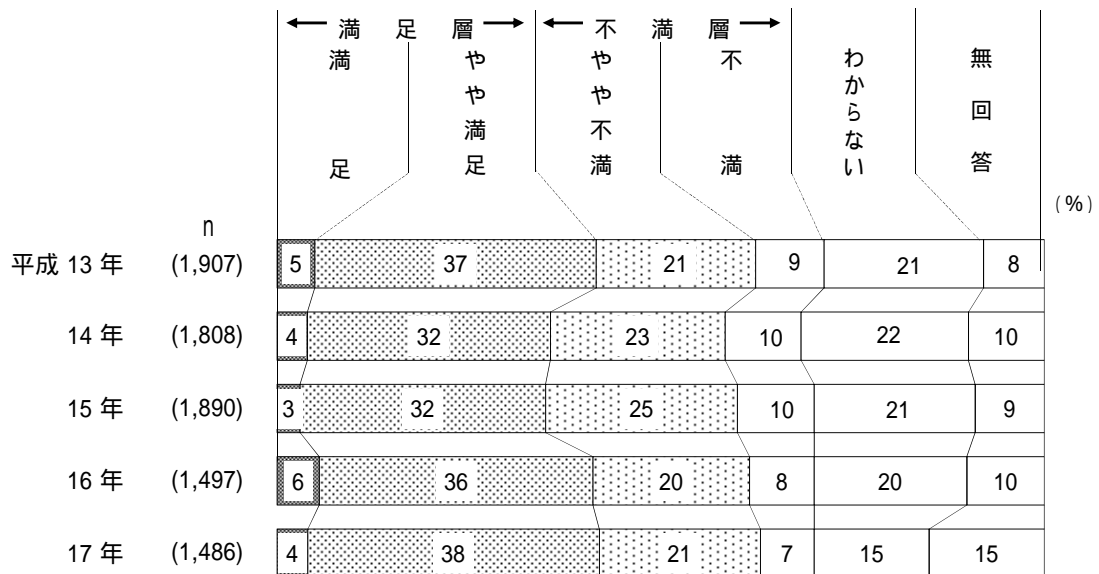 満足層 不満層
満足 やや満足 やや不満 不満 わからない 無回答
(%)
n
平成 13 年 (1,907) 5 37 21 9 21 8
14 年 (1,808) 4 32 23 10 22 10
15 年 (1,890) 3 32 25 10 21 9
16 年 (1,497) 6 36 20 8 20 10
17 年 (1,486) 4 38 21 7 15 15